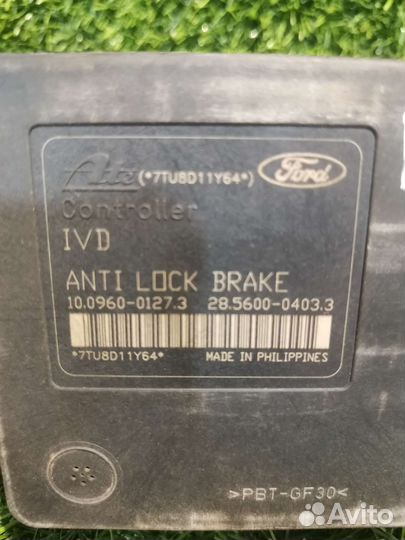 Ate (*7TU8D11Y64*) Ford
Controller
IVD
ANTI LOCK BRAKE
10.0960-0127.3 28.5600-0403.3
*7TU8D11Y64* MADE IN PHILIPPINES
>PBT-GF30<
Avito